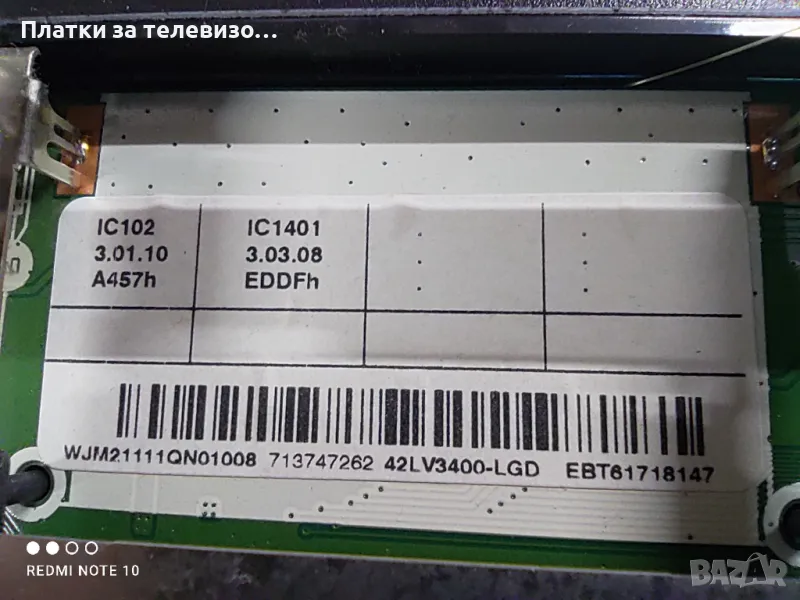 Платки за телевизо...
IC102
3.01.10
A457h
IC1401
3.03.08
EDDFh
WJM21111QN01008 713747262 42LV3400-LGD EBT61718147
REDMI NOTE 10
BAZAR